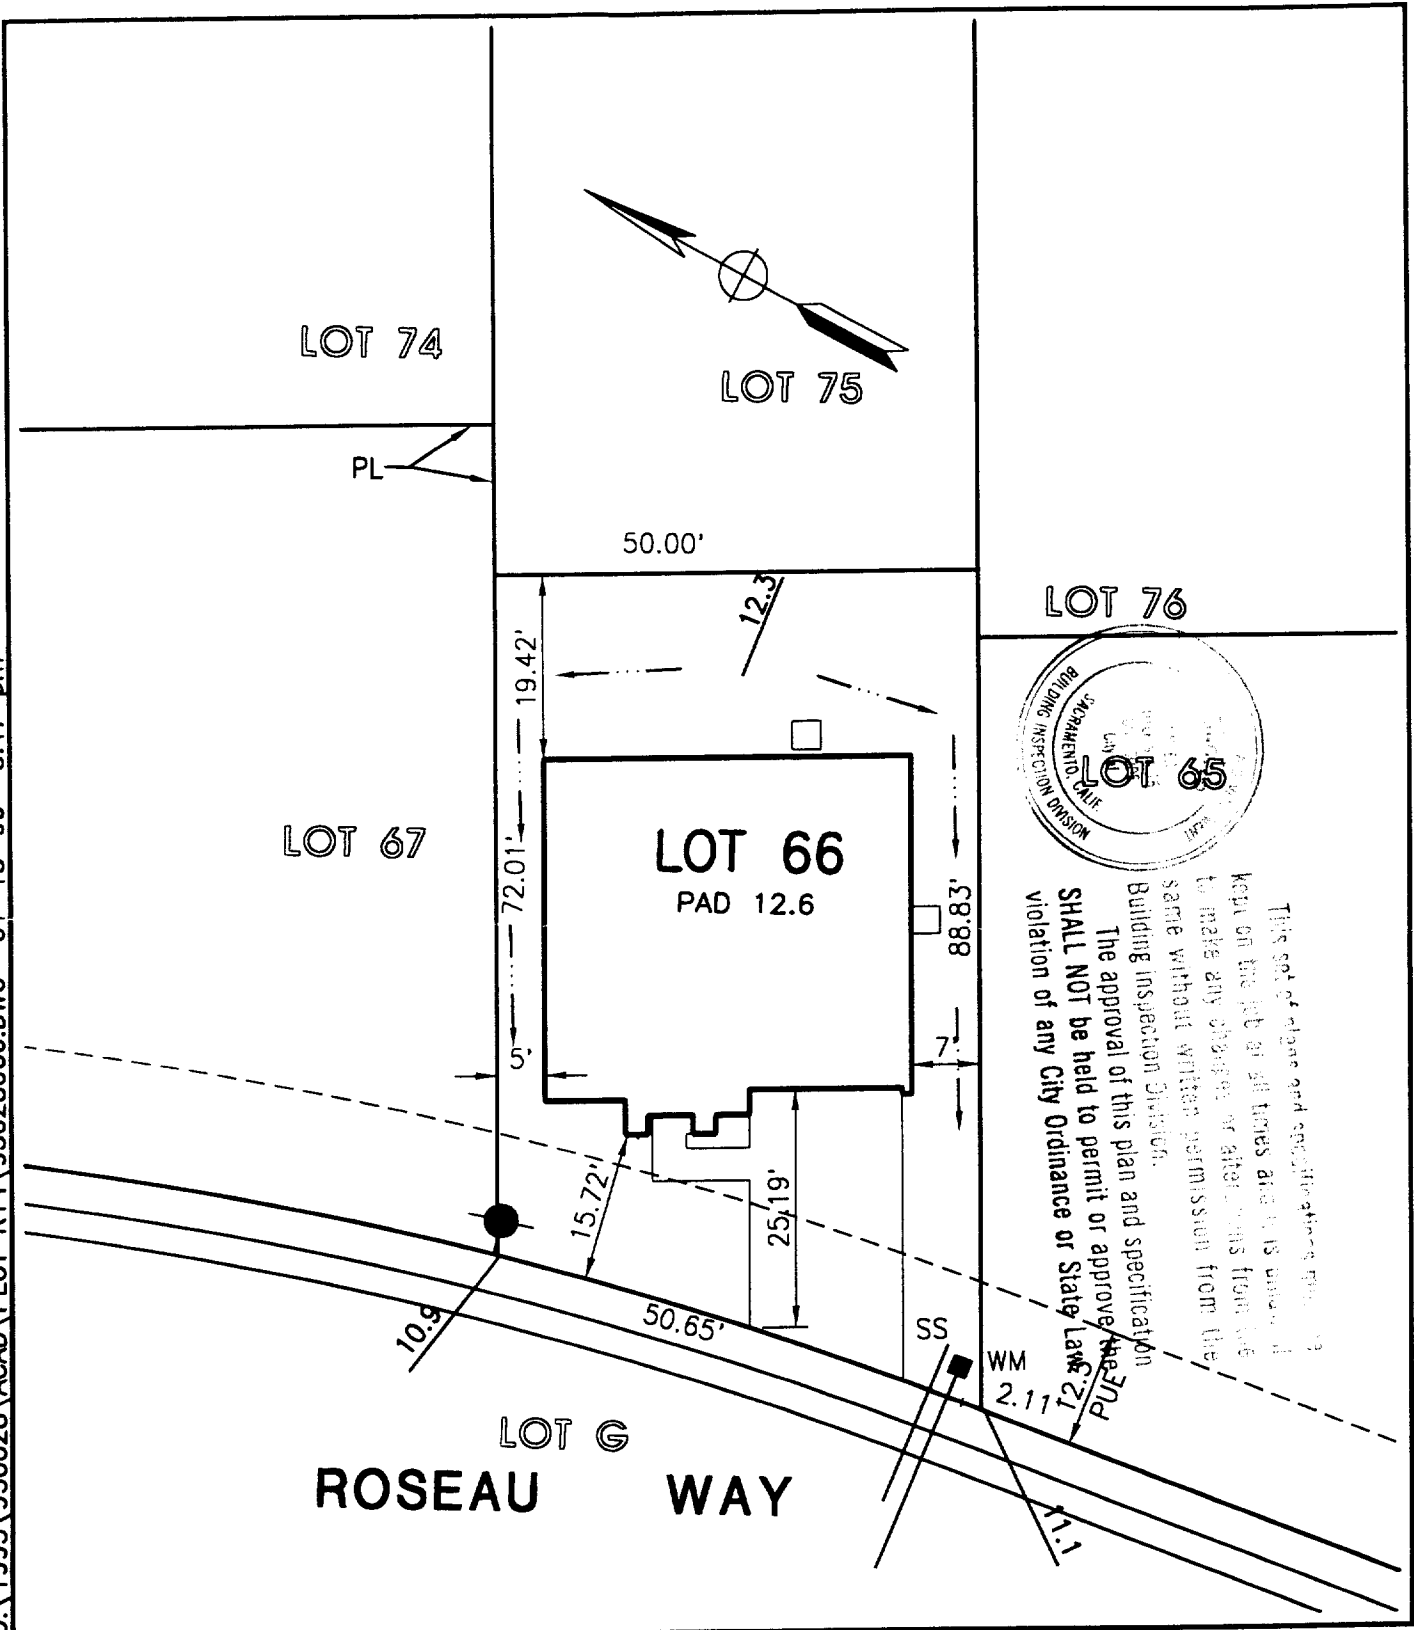 LOT 74
LOT 75
PL
50.00'
12.3
LOT 76
19.42'
BUILDING INSPECTION DIVISION
SACRAMENTO, CALIF.
LOT 65
LOT 67
72.01'
LOT 66
PAD 12.6
88.83'
5'
7'
This set of plans and specifications
kept on the job at all times and it is
to make any changes or from the
same without written permission from the
Building Inspection Division.
The approval of this plan and specification
SHALL NOT be held to permit or approve the
violation of any City Ordinance or State Law.
15.72'
25.19'
10.9
50.65'
SS
WM
2.11'
12.5'
PUE
11.1
LOT G
ROSEAU WAY